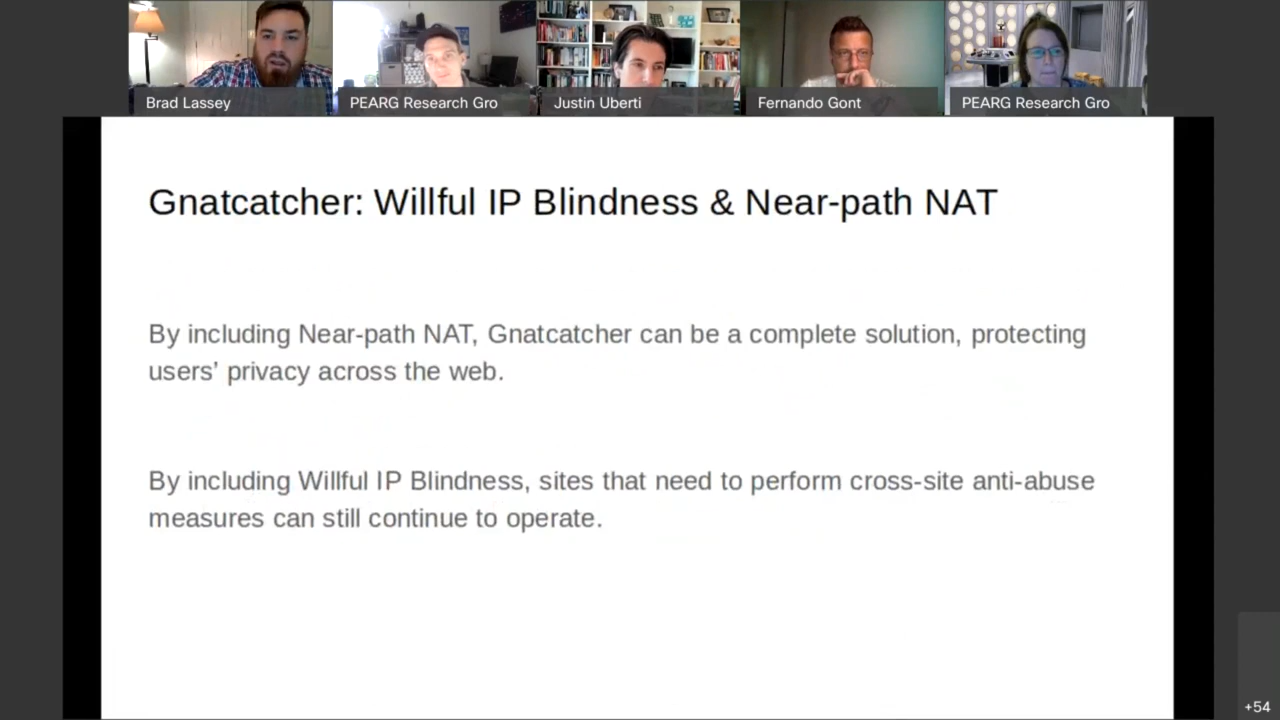 Brad Lassey
PEARG Research Gro
Justin Uberti
Fernando Gont
PEARG Research Gro
Gnatcatcher: Willful IP Blindness & Near-path NAT
By including Near-path NAT, Gnatcatcher can be a complete solution, protecting
users’ privacy across the web.
By including Willful IP Blindness, sites that need to perform cross-site anti-abuse
measures can still continue to operate.
+54